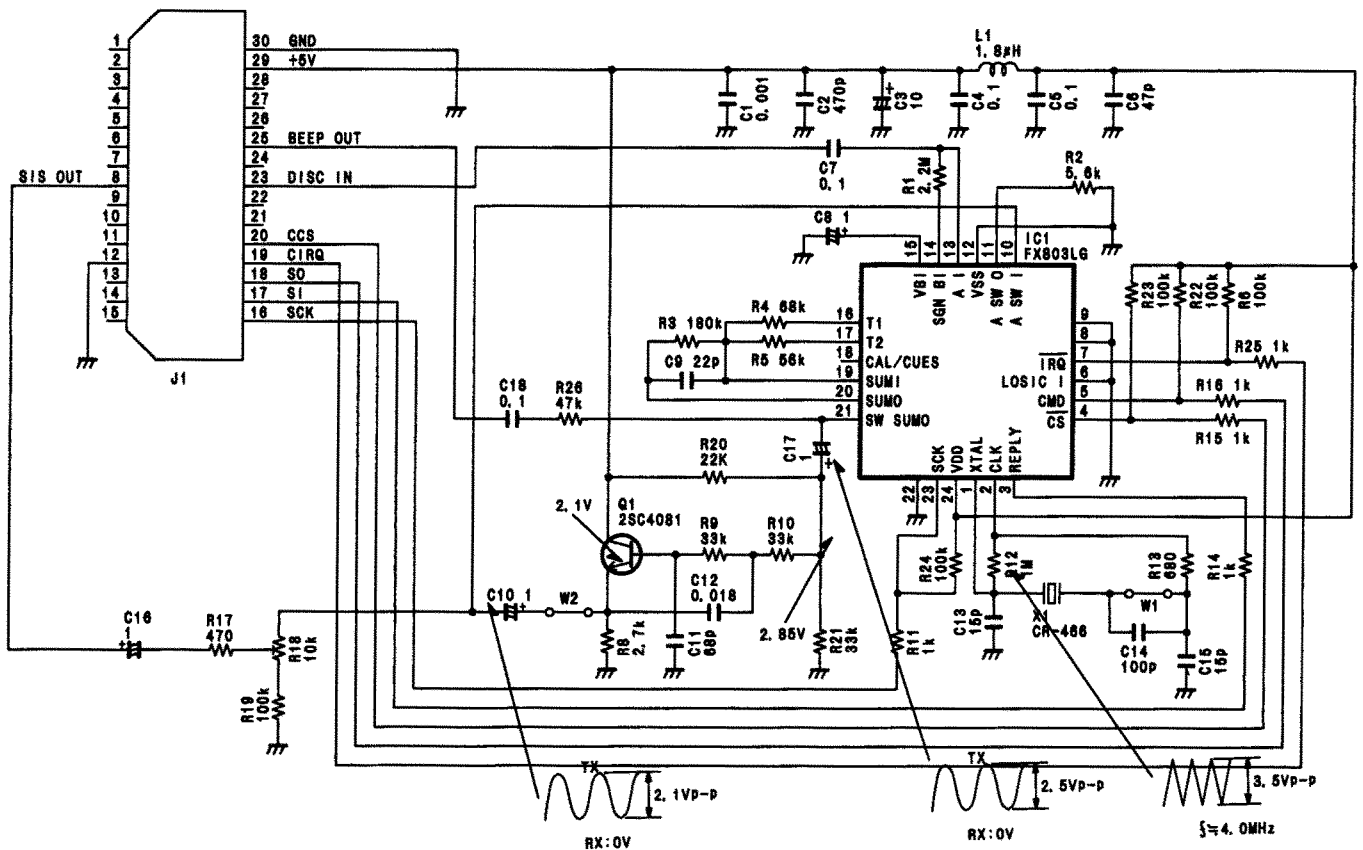 1
2
3
4
5
6
7
8
9
10
11
12
13
14
15
30 GND
29 +5V
28
27
26
25 BEEP OUT
24
23 DISC IN
22
21
20 CCS
19 CIRQ
18 SO
17 SI
16 SCK
J1
SIS OUT
L1
1.8μH
C1
0.001
C2
470p
C3
10
C4
0.1
C5
0.1
C6
47p
C7
0.1
R1
2.2M
R2
5.6k
C8 1
IC1
FX803LG
15
14
13
12
11
10
VBI
SGN BI
A I
VSS
A SW O
A SW I
R3 180k
R4 68k
R5 56k
C9 22p
16 T1
17 T2
18 CAL/CUES
19 SUMI
20 SUMO
21 SW SUMO
9
8
7 IRQ
6 LOSIC I
5 CMD
4 CS
SCK
VDD
XTAL
CLK
REPLY
22
23
24
1
2
3
R23
100k
R22
100k
R6
100k
R25 1k
R16 1k
R15 1k
C18
0.1
R26
47k
R20
22K
C17
1
2.1V
Q1
2SC4081
R9
33k
R10
33k
C12
0.018
C10 1
W2
R8
2.7k
C11
68p
2.85V
R21
33k
R24
100k
R11
1k
R12
1M
C13
15p
X1
CR-466
W1
R13
680
R14
1k
C14
100p
C15
15p
C16
1
R17
470
R18
10k
R19
100k
TX
2.1Vp-p
RX:0V
TX
2.5Vp-p
RX:0V
3.5Vp-p
§≒4.0MHz